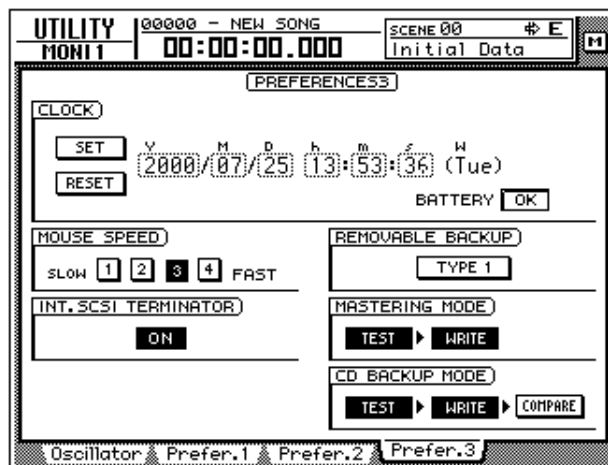 UTILITY
MONI 1
00000 - NEW SONG
00:00:00.000
SCENE 00 E
Initial Data
M
PREFERENCES3
CLOCK
SET
RESET
Y M D h m s W
2000/07/25 13:53:36 (Tue)
BATTERY OK
MOUSE SPEED
SLOW 1 2 3 4 FAST
REMOVABLE BACKUP
TYPE 1
INT.SCSI TERMINATOR
ON
MASTERING MODE
TEST WRITE
CD BACKUP MODE
TEST WRITE COMPARE
Oscillator Prefer.1 Prefer.2 Prefer.3